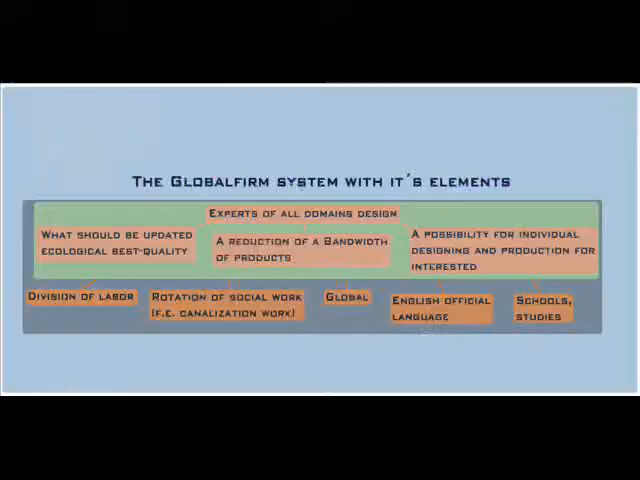 The Globalfirm system with it´s elements
Experts of all domains design
What should be updated
ecological best-quality
A reduction of a Bandwidth
of products
A possibility for individual
designing and production for
interested
Division of labor
Rotation of social work
(f.e. canalization work)
Global
English official
language
Schools,
studies